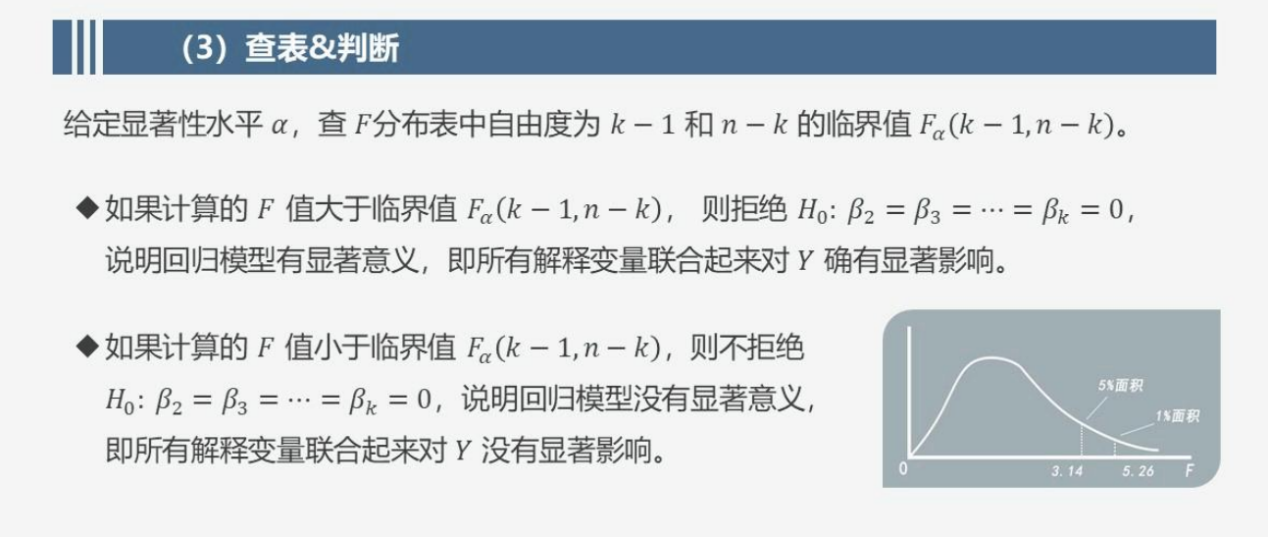 （3）查表&判断
给定显著性水平 α，查 F分布表中自由度为 k − 1 和 n − k 的临界值 Fα(k − 1, n − k)。
◆如果计算的 F 值大于临界值 Fα(k − 1, n − k)， 则拒绝 H₀: β₂ = β₃ = ⋯ = βₖ = 0，
说明回归模型有显著意义，即所有解释变量联合起来对 Y 确有显著影响。
◆如果计算的 F 值小于临界值 Fα(k − 1, n − k)，则不拒绝
H₀: β₂ = β₃ = ⋯ = βₖ = 0，说明回归模型没有显著意义，
即所有解释变量联合起来对 Y 没有显著影响。
5%面积
1%面积
0 3.14 5.26 F